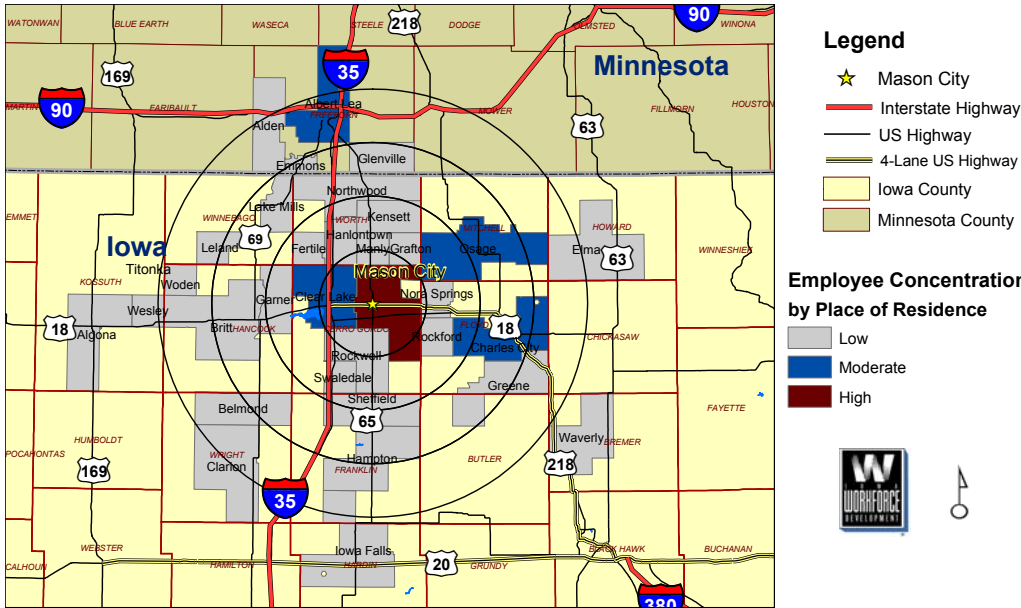 WATONWAN
BLUE EARTH
WASECA
STEELE
218
DODGE
OLMSTED
90
WINONA
35
Minnesota
169
90
MARTIN
FARIBAULT
Albert Lea
FREEBORN
MOWER
FILLMORN
HOUSTON
Alden
63
Emmons
Glenville
Northwood
EMMET
WINNEBAGO
Lake Mills
WORTH
Kensett
MITCHELL
HOWARD
Iowa
69
Leland
Fertile
Hanlontown
Manly
Grafton
Osage
Elma
63
WINNESHIEK
Titonka
Woden
Mason City
KOSSUTH
Garner
Clear Lake
Nora Springs
Wesley
18
Algona
Britt
HANCOCK
CERRO GORDO
Rockford
FLOYD
18
Charles City
CHICKASAW
Rockwell
Swaledale
Greene
Sheffield
Belmond
65
FAYETTE
HUMBOLDT
Waverly
BREMER
POCAHONTAS
169
WRIGHT
Clarion
Hampton
FRANKLIN
BUTLER
218
35
WEBSTER
Iowa Falls
BLACK HAWK
BUCHANAN
CALHOUN
HAMILTON
HARDIN
20
GRUNDY
380
Legend
Mason City
Interstate Highway
US Highway
4-Lane US Highway
Iowa County
Minnesota County
Employee Concentration
by Place of Residence
Low
Moderate
High
IOWA
WORKFORCE
DEVELOPMENT